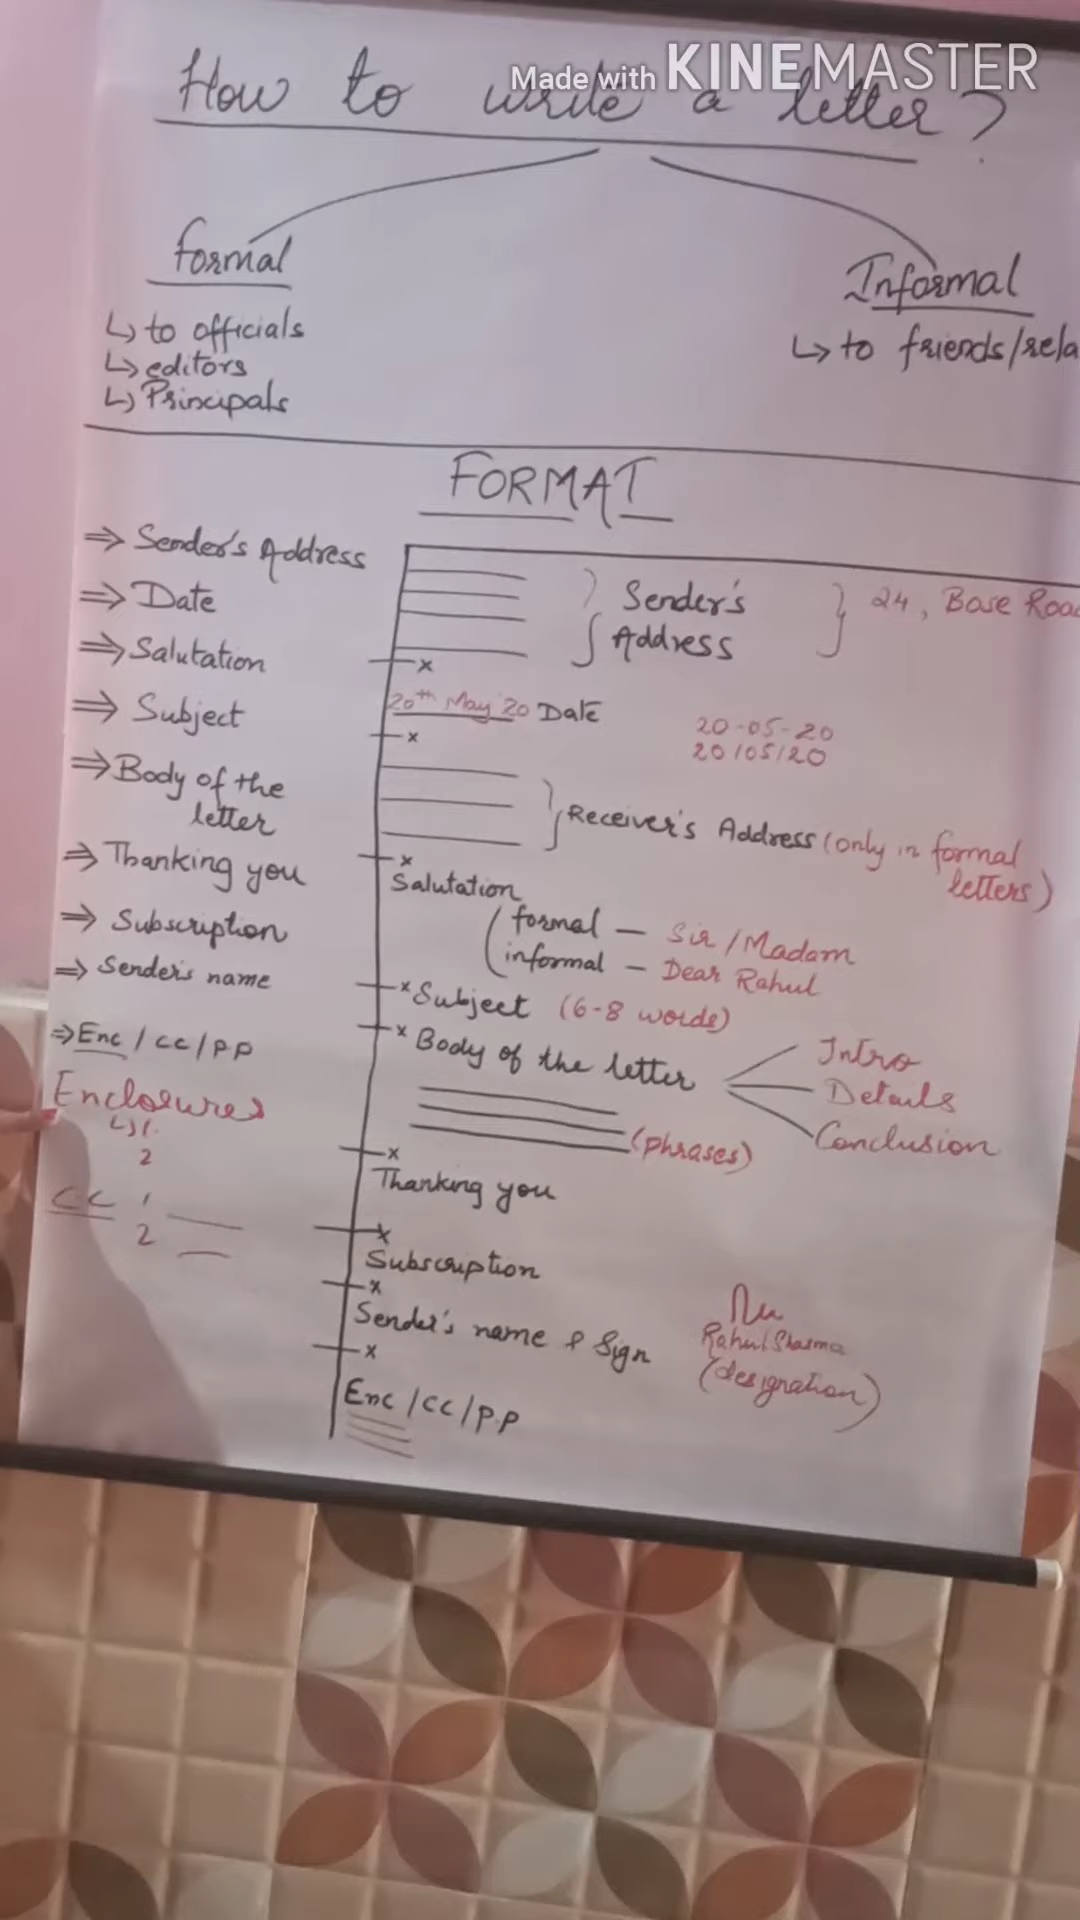 Made with KINEMASTER
How to write a letter?
Formal
↳ to officials
↳ editors
↳ Principals
Informal
↳ to friends/rela
FORMAT
⇒ Sender's Address
⇒ Date
⇒ Salutation
⇒ Subject
⇒ Body of the
letter
⇒ Thanking you
⇒ Subscription
⇒ Sender's name
⇒ Enc / CC / P.P
Enclosures
↳ 1.
2
CC 1
2
Sender's
Address
24, Base Road
x
20th May '20 Date
20-05-20
20/05/20
x
Receiver's Address (only in formal
letters)
x
Salutation
formal — Sir / Madam
informal — Dear Rahul
x Subject (6-8 words)
x Body of the letter
Intro
Details
Conclusion
(phrases)
x
Thanking you
x
Subscription
x
Sender's name & Sign
Rahul Sharma
(designation)
x
Enc / CC / P.P